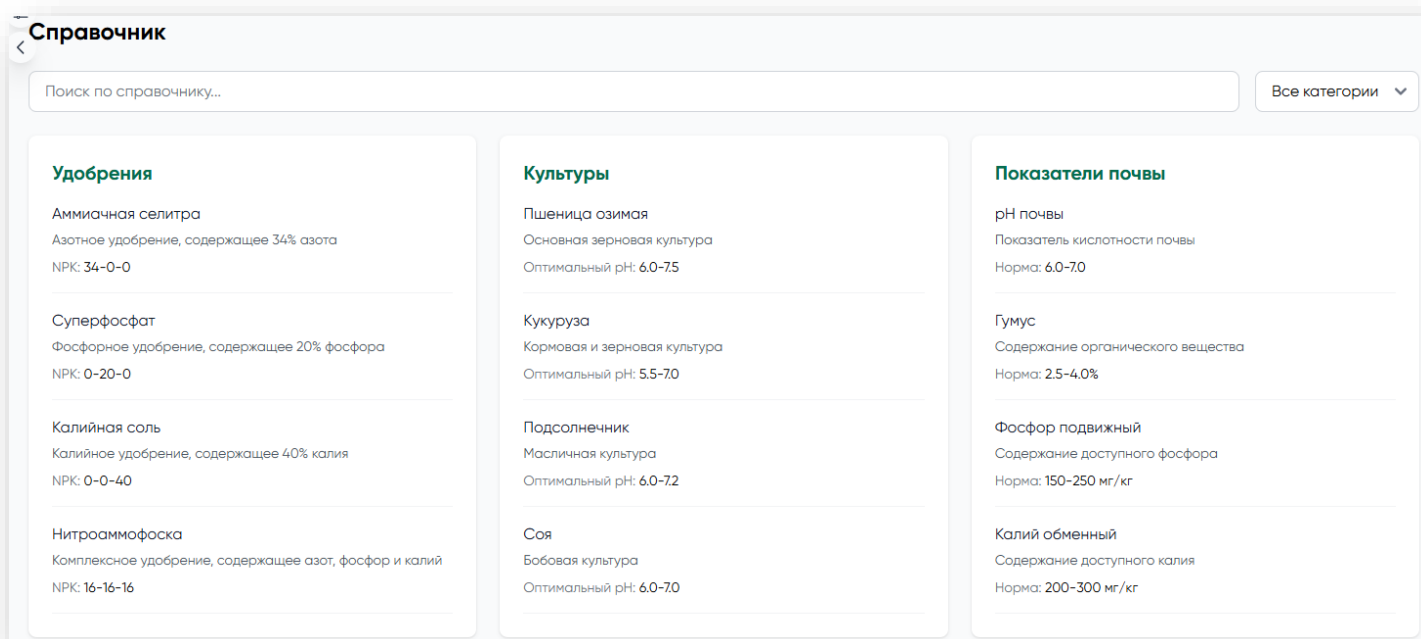 Справочник
Поиск по справочнику...
Все категории
Удобрения
Аммиачная селитра
Азотное удобрение, содержащее 34% азота
NPK: 34-0-0
Суперфосфат
Фосфорное удобрение, содержащее 20% фосфора
NPK: 0-20-0
Калийная соль
Калийное удобрение, содержащее 40% калия
NPK: 0-0-40
Нитроаммофоска
Комплексное удобрение, содержащее азот, фосфор и калий
NPK: 16-16-16
Культуры
Пшеница озимая
Основная зерновая культура
Оптимальный pH: 6.0-7.5
Кукуруза
Кормовая и зерновая культура
Оптимальный pH: 5.5-7.0
Подсолнечник
Масличная культура
Оптимальный pH: 6.0-7.2
Соя
Бобовая культура
Оптимальный pH: 6.0-7.0
Показатели почвы
pH почвы
Показатель кислотности почвы
Норма: 6.0-7.0
Гумус
Содержание органического вещества
Норма: 2.5-4.0%
Фосфор подвижный
Содержание доступного фосфора
Норма: 150-250 мг/кг
Калий обменный
Содержание доступного калия
Норма: 200-300 мг/кг